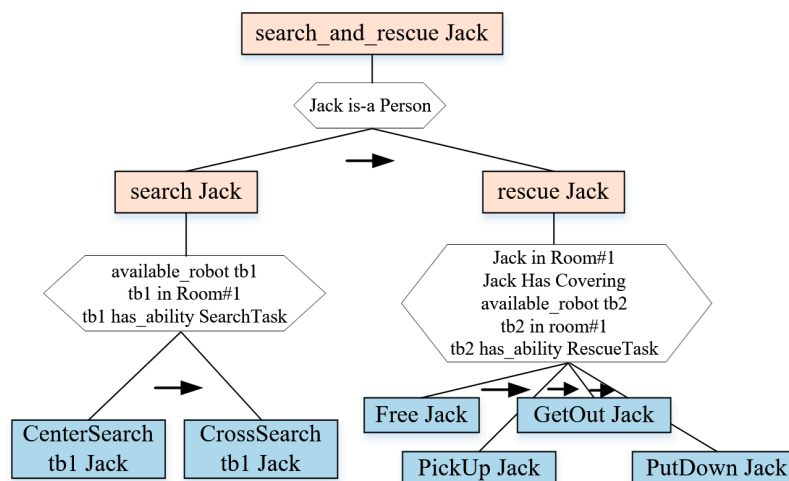 search_and_rescue Jack
Jack is-a Person
search Jack
rescue Jack
available_robot tb1
tb1 in Room#1
tb1 has_ability SearchTask
Jack in Room#1
Jack Has Covering
available_robot tb2
tb2 in room#1
tb2 has_ability RescueTask
CenterSearch
tb1 Jack
CrossSearch
tb1 Jack
Free Jack
GetOut Jack
PickUp Jack
PutDown Jack